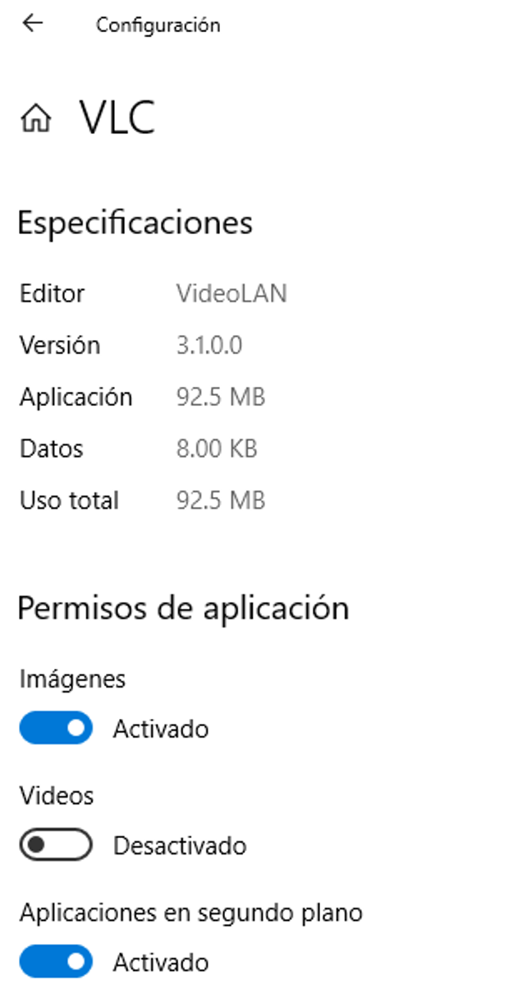 Configuración
VLC
Especificaciones
Editor VideoLAN
Versión 3.1.0.0
Aplicación 92.5 MB
Datos 8.00 KB
Uso total 92.5 MB
Permisos de aplicación
Imágenes
Activado
Videos
Desactivado
Aplicaciones en segundo plano
Activado